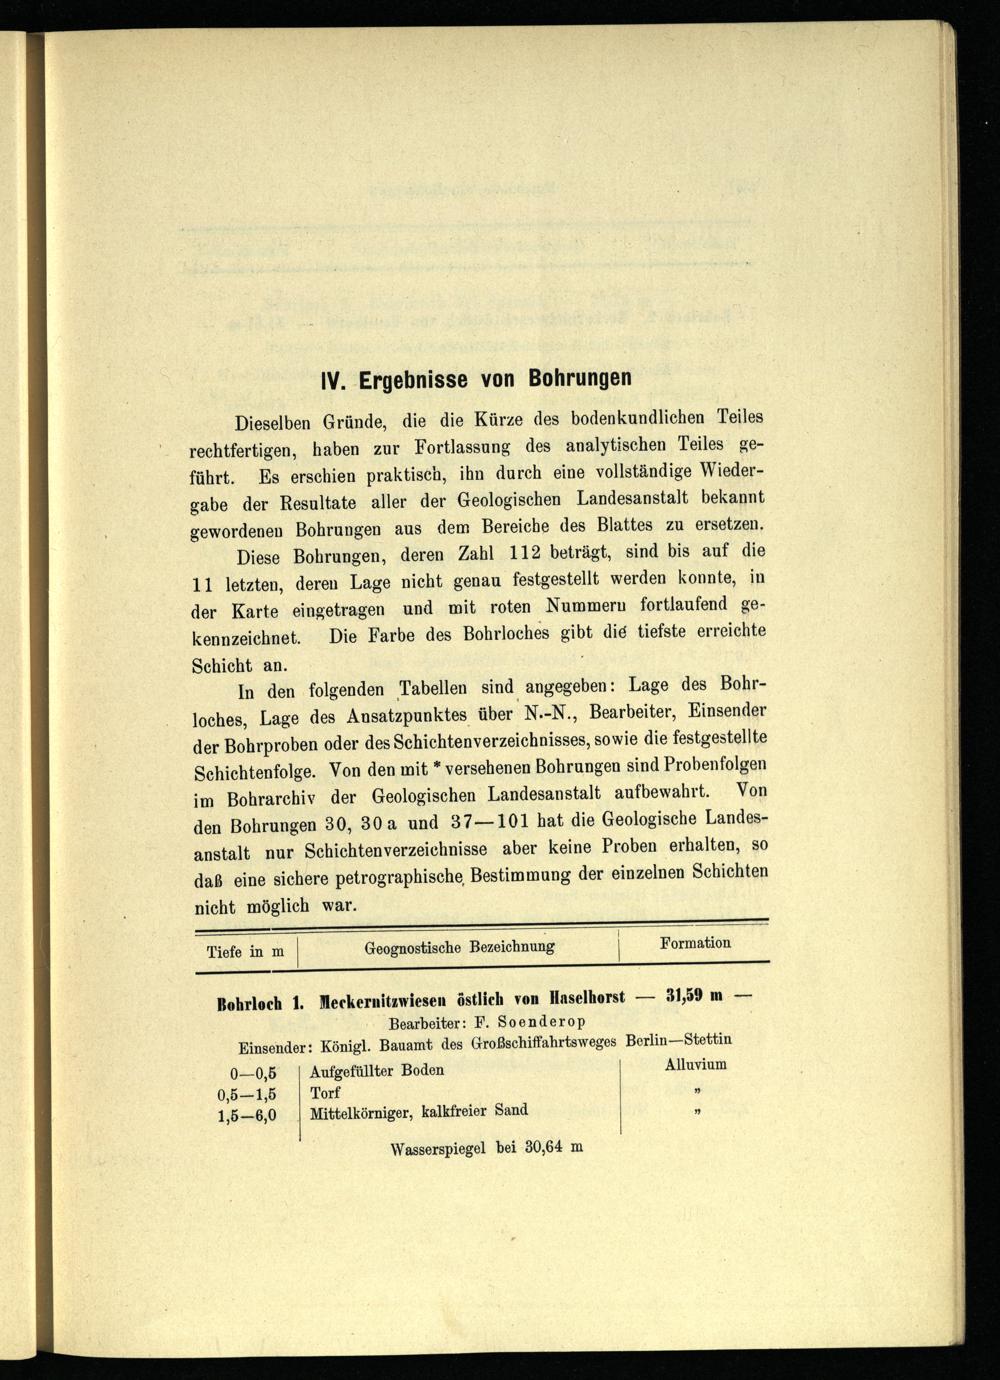 IV. Ergebnisse von Bohrungen
Dieselben Gründe, die die Kürze des bodenkundlichen Teiles
rechtfertigen, haben zur Fortlassung des analytischen Teiles ge-
führt. Es erschien praktisch, ihn durch eine vollständige Wieder-
gabe der Resultate aller der Geologischen Landesanstalt bekannt
gewordenen Bohrungen aus dem Bereiche des Blattes zu ersetzen.
Diese Bohrungen, deren Zahl 112 beträgt, sind bis auf die
11 letzten, deren Lage nicht genau festgestellt werden konnte, in
der Karte eingetragen und mit roten Nummern fortlaufend ge-
kennzeichnet. Die Farbe des Bohrloches gibt die tiefste erreichte
Schicht an.
In den folgenden Tabellen sind angegeben: Lage des Bohr-
loches, Lage des Ansatzpunktes über N.-N., Bearbeiter, Einsender
der Bohrproben oder des Schichtenverzeichnisses, sowie die festgestellte
Schichtenfolge. Von den mit * versehenen Bohrungen sind Probenfolgen
im Bohrarchiv der Geologischen Landesanstalt aufbewahrt. Von
den Bohrungen 30, 30a und 37—101 hat die Geologische Landes-
anstalt nur Schichtenverzeichnisse aber keine Proben erhalten, so
daß eine sichere petrographische Bestimmung der einzelnen Schichten
nicht möglich war.
Tiefe in m Geognostische Bezeichnung Formation
Bohrloch 1. Meckernitzwiesen östlich von Haselhorst — 31,59 m —
Bearbeiter: F. Soenderop
Einsender: Königl. Bauamt des Großschiffahrtsweges Berlin—Stettin
0—0,5 Aufgefüllter Boden Alluvium
0,5—1,5 Torf „
1,5—6,0 Mittelkörniger, kalkfreier Sand „
Wasserspiegel bei 30,64 m